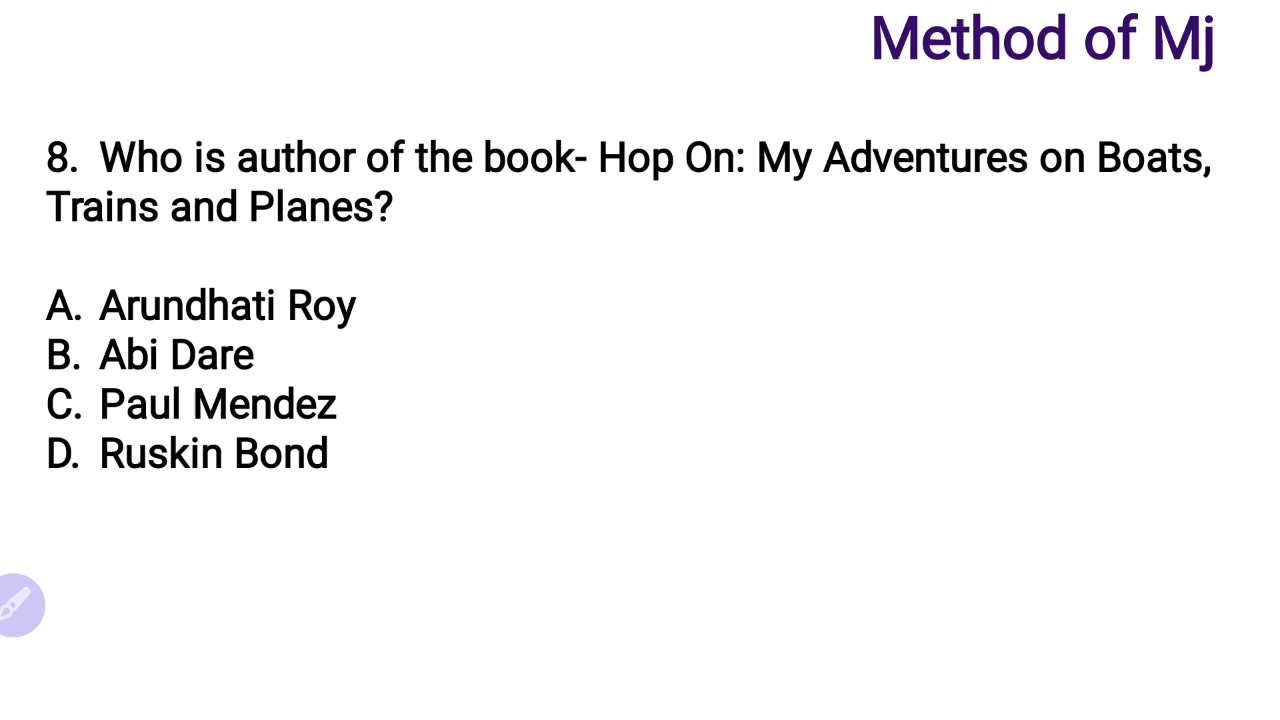 Method of Mj
8. Who is author of the book- Hop On: My Adventures on Boats,
Trains and Planes?
A. Arundhati Roy
B. Abi Dare
C. Paul Mendez
D. Ruskin Bond